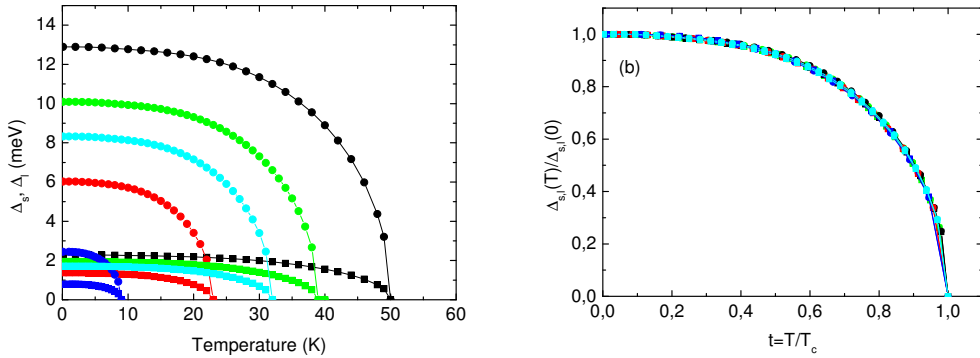 14
12
10
8
6
4
2
0
Δs, Δl (meV)
0 10 20 30 40 50 60
Temperature (K)
(b)
1,0
0,8
0,6
0,4
0,2
0,0
Δs,l(T)/Δs,l(0)
0,0 0,2 0,4 0,6 0,8 1,0
t=T/Tc